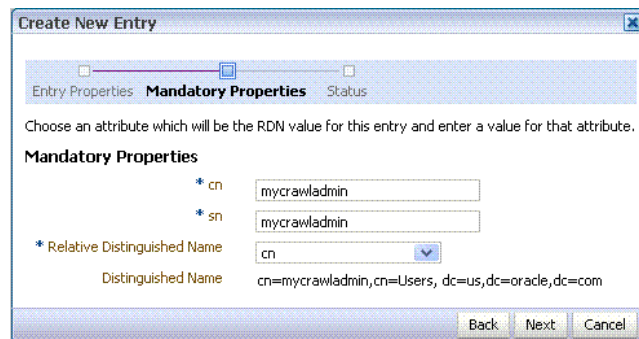 Create New Entry
Entry Properties Mandatory Properties Status
Choose an attribute which will be the RDN value for this entry and enter a value for that attribute.
Mandatory Properties
* cn mycrawladmin
* sn mycrawladmin
* Relative Distinguished Name cn
Distinguished Name cn=mycrawladmin,cn=Users, dc=us,dc=oracle,dc=com
Back Next Cancel